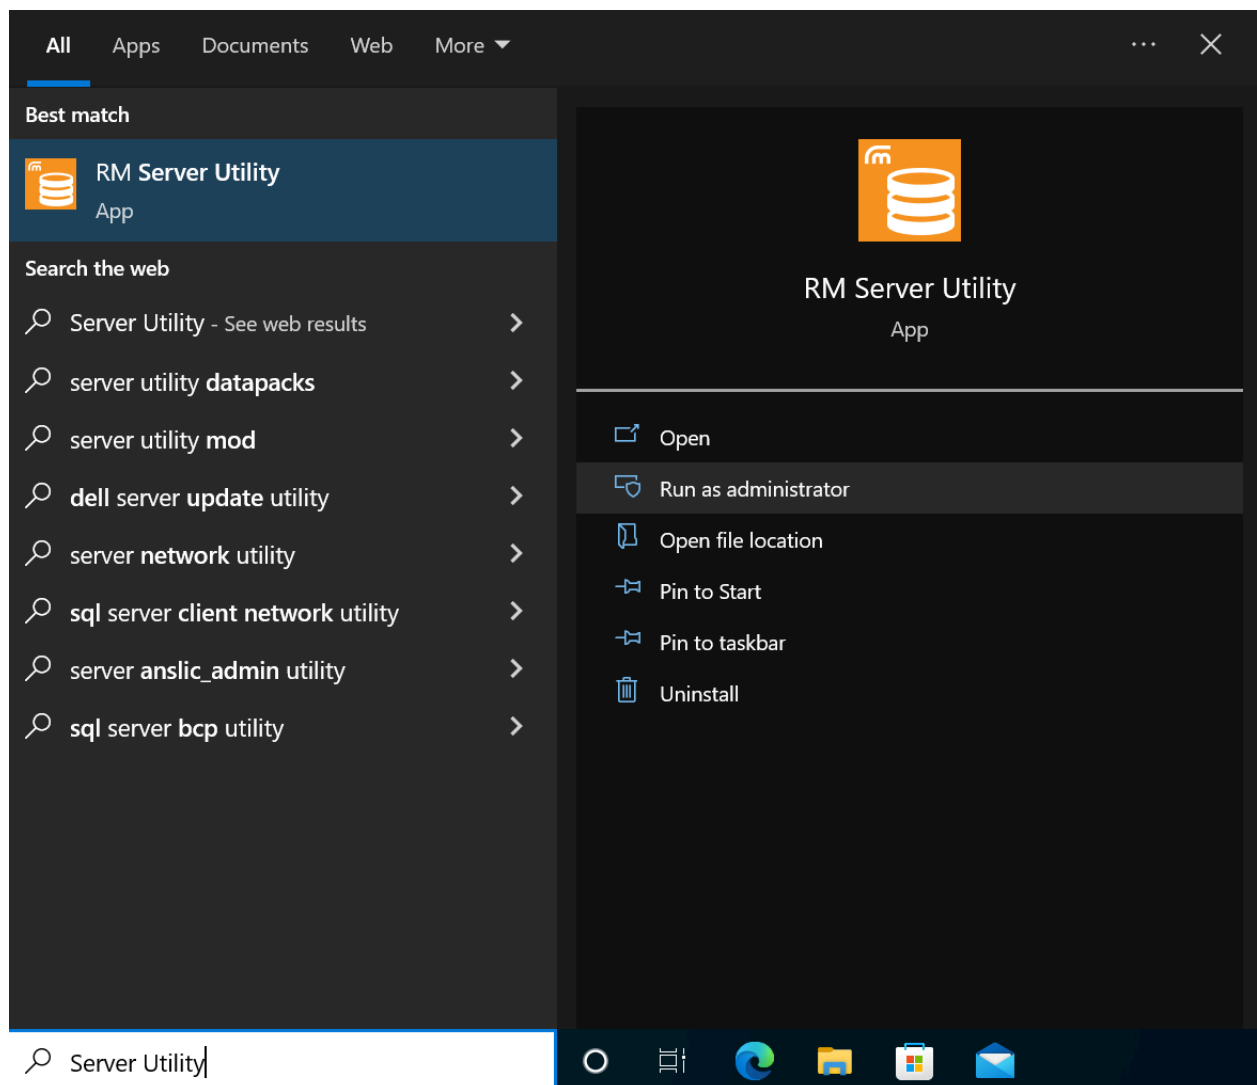 All Apps Documents Web More
Best match
RM Server Utility
App
Search the web
Server Utility - See web results
server utility datapacks
server utility mod
dell server update utility
server network utility
sql server client network utility
server anslic_admin utility
sql server bcp utility
RM Server Utility
App
Open
Run as administrator
Open file location
Pin to Start
Pin to taskbar
Uninstall
Server Utility